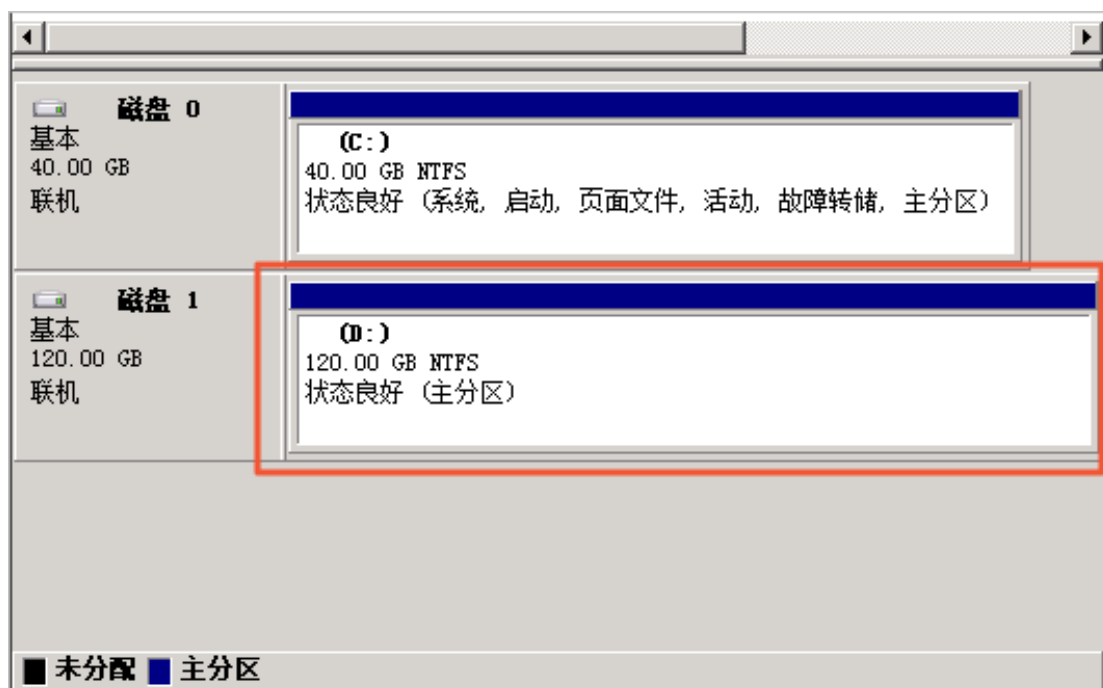 磁盘 0
基本
40.00 GB
联机
(C:)
40.00 GB NTFS
状态良好 (系统, 启动, 页面文件, 活动, 故障转储, 主分区)
磁盘 1
基本
120.00 GB
联机
(D:)
120.00 GB NTFS
状态良好 (主分区)
未分配 主分区